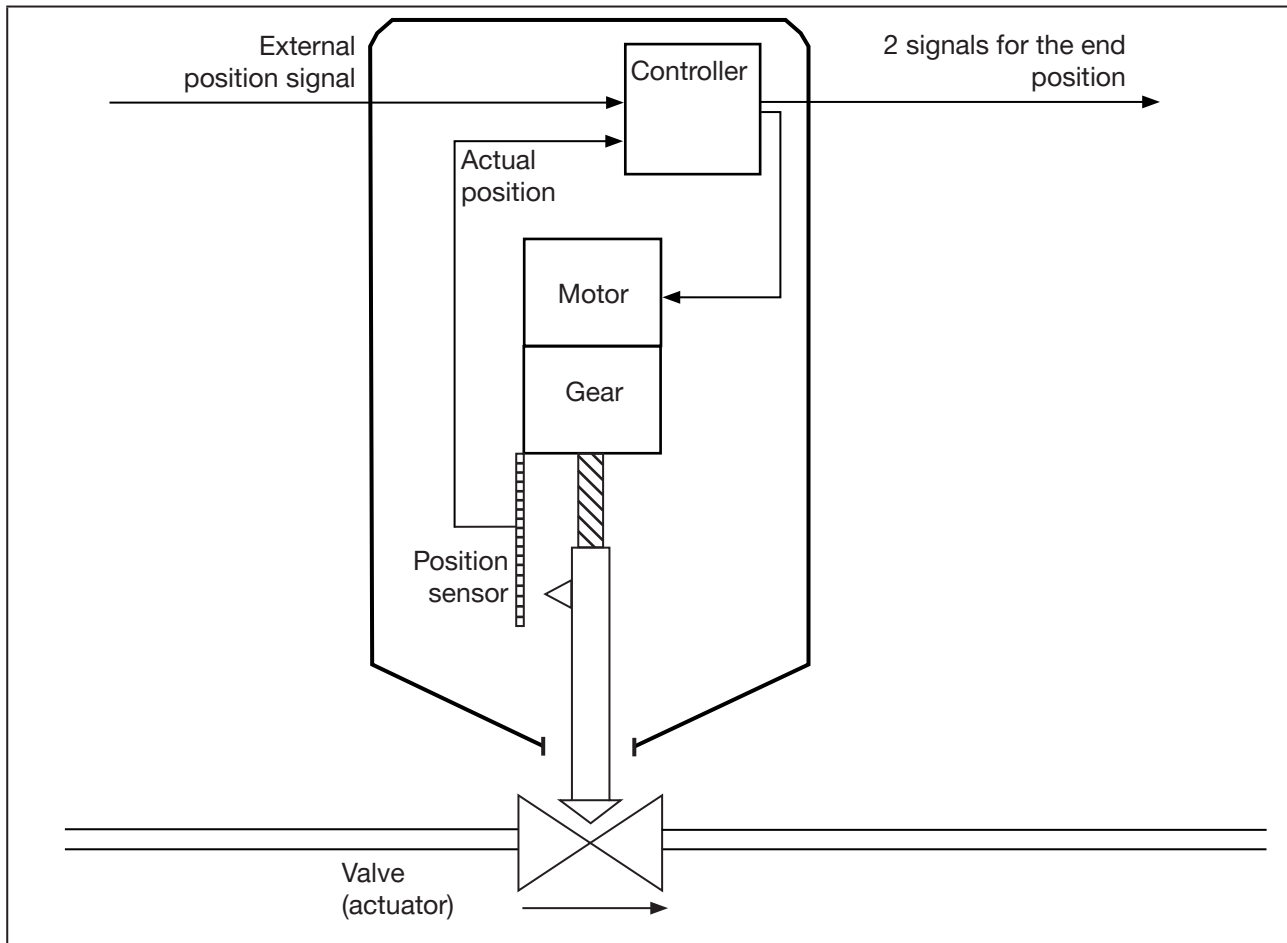 External
position signal
Controller
2 signals for the end
position
Actual
position
Motor
Gear
Position
sensor
Valve
(actuator)